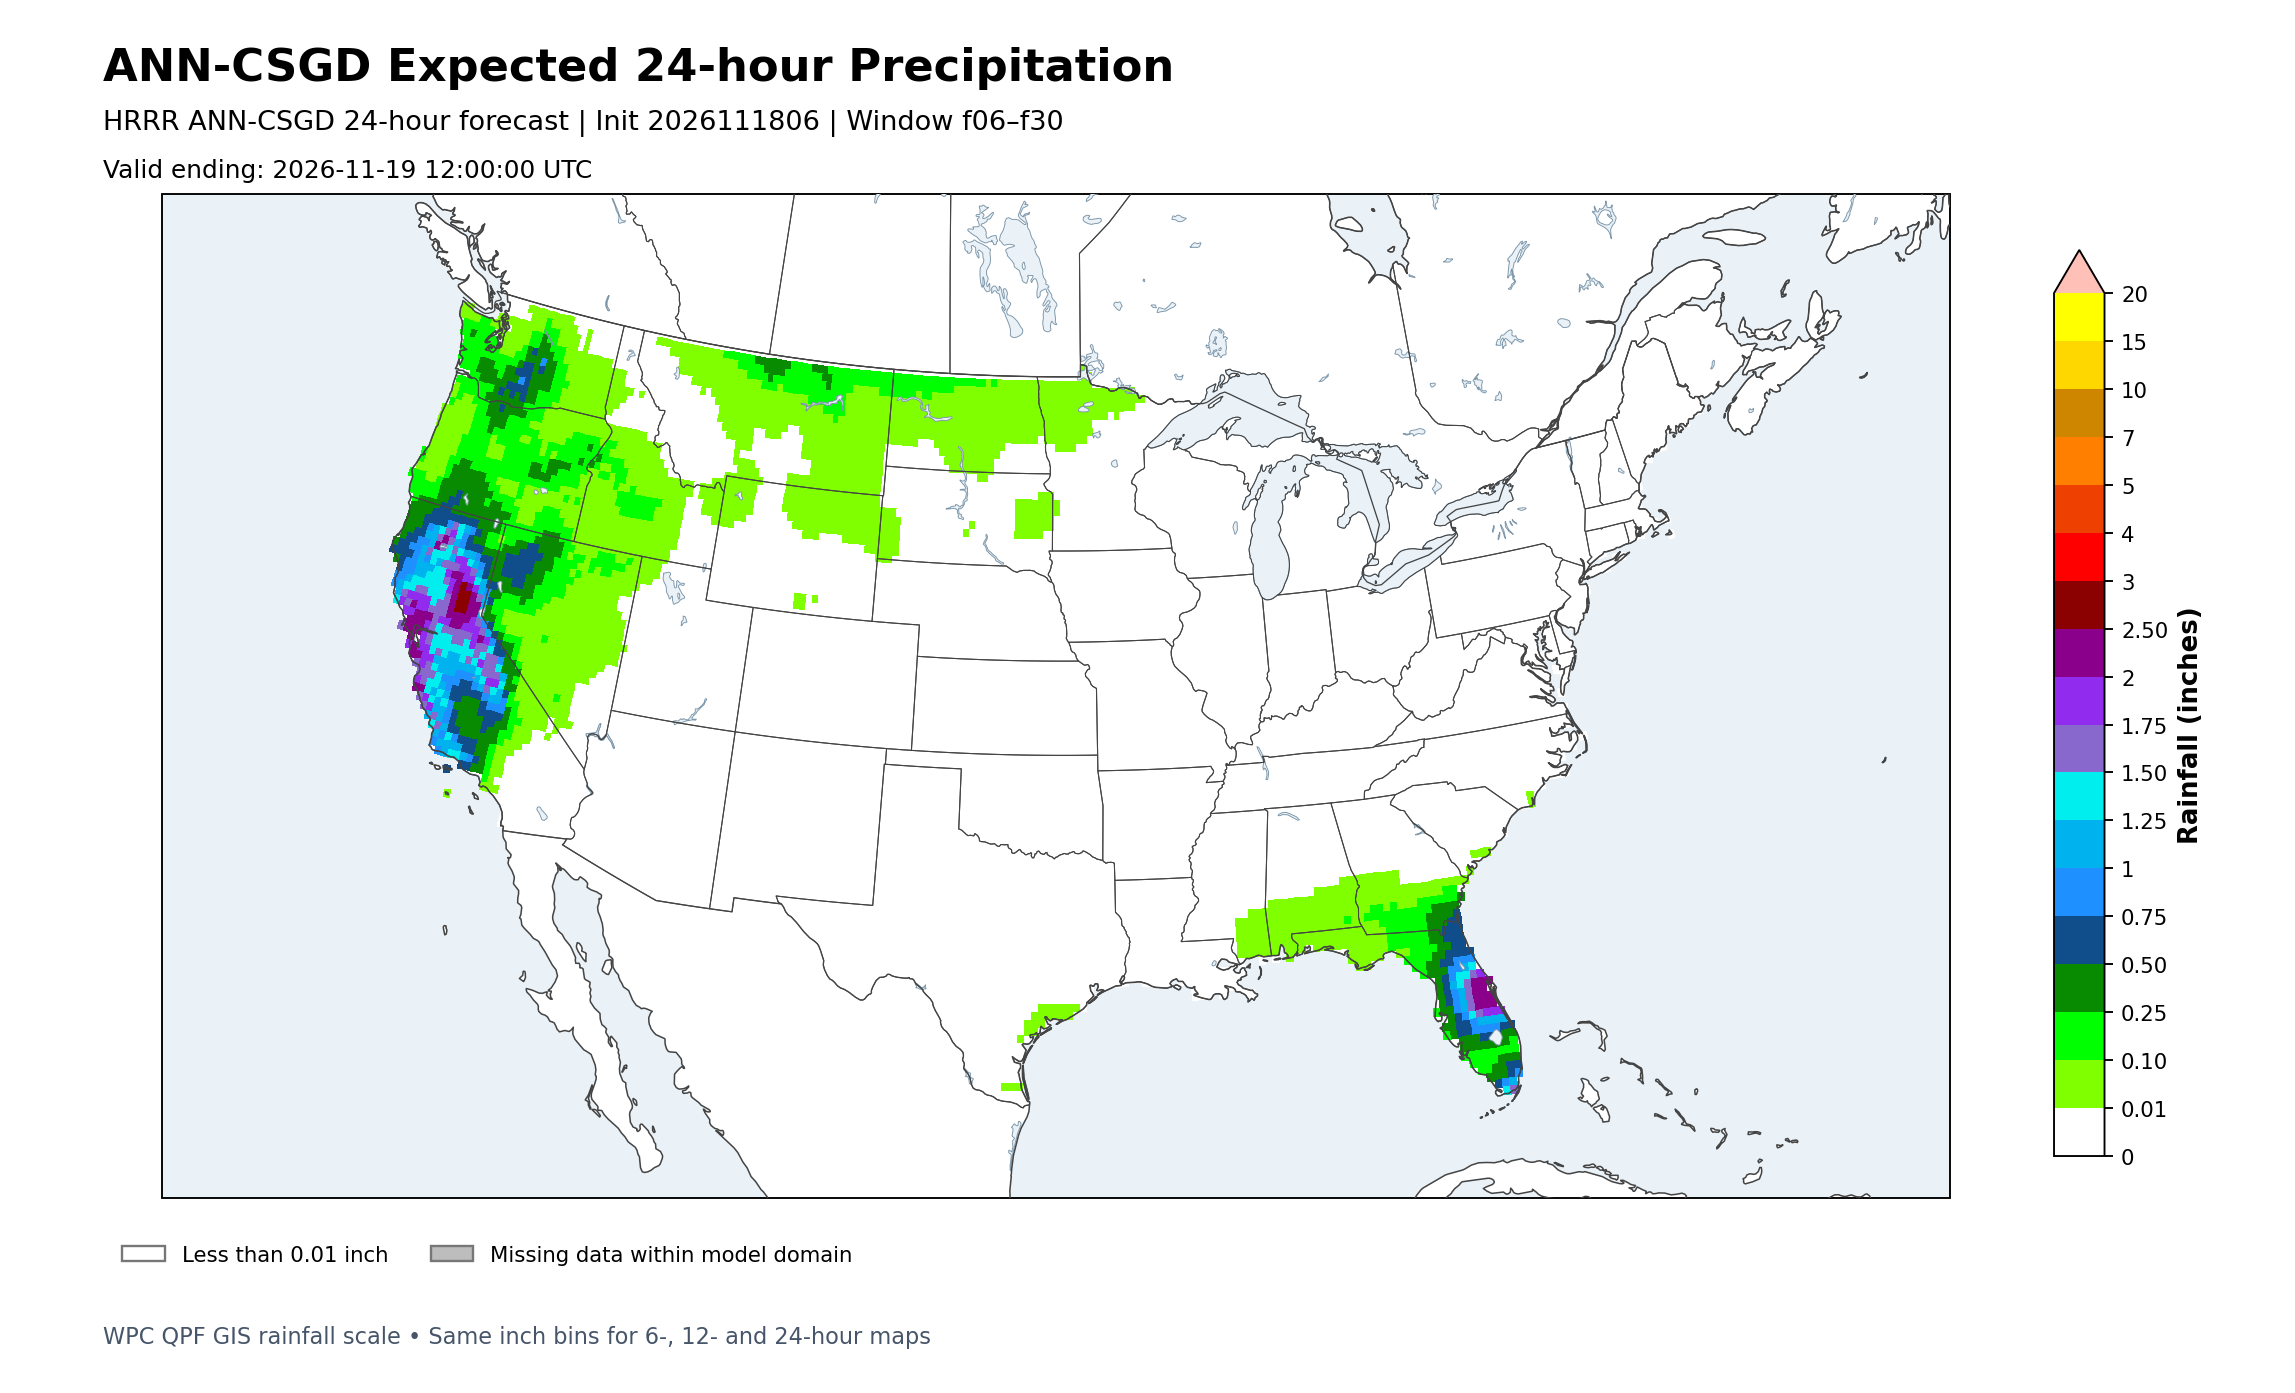 ANN-CSGD Expected 24-hour Precipitation
HRRR ANN-CSGD 24-hour forecast | Init 2026111806 | Window f06–f30
Valid ending: 2026-11-19 12:00:00 UTC
20
15
10
7
5
4
3
2.50
2
1.75
1.50
1.25
1
0.75
0.50
0.25
0.10
0.01
0
Rainfall (inches)
Less than 0.01 inch
Missing data within model domain
WPC QPF GIS rainfall scale • Same inch bins for 6-, 12- and 24-hour maps